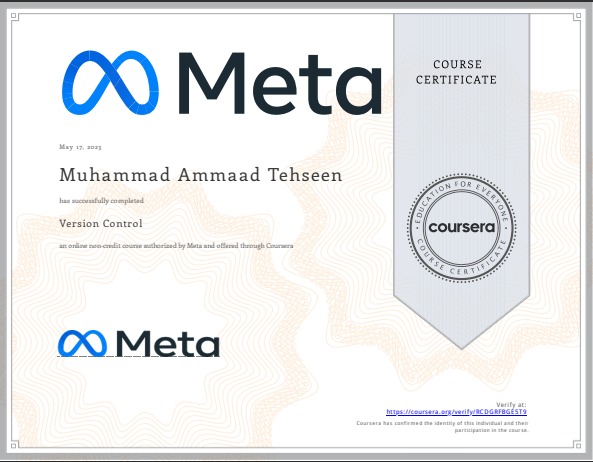 Meta
COURSE
CERTIFICATE
May 17, 2023
Muhammad Ammaad Tehseen
has successfully completed
Version Control
an online non-credit course authorized by Meta and offered through Coursera
EDUCATION FOR EVERYONE
coursera
COURSE CERTIFICATE
Meta
Verify at:
https://coursera.org/verify/RCDGRFBGE5T9
Coursera has confirmed the identity of this individual and their
participation in the course.